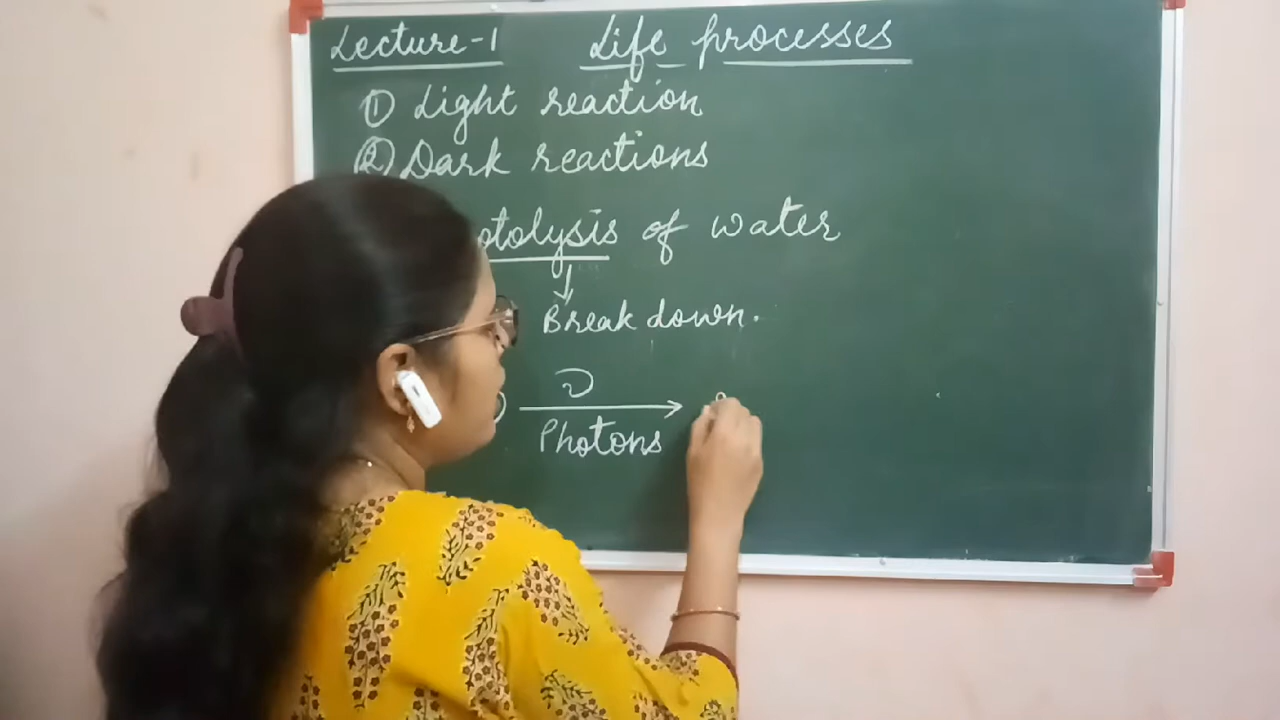 Lecture-1 Life processes
① Light reaction
② Dark reactions
otolysis of water
↓
Break down.
→
Photons